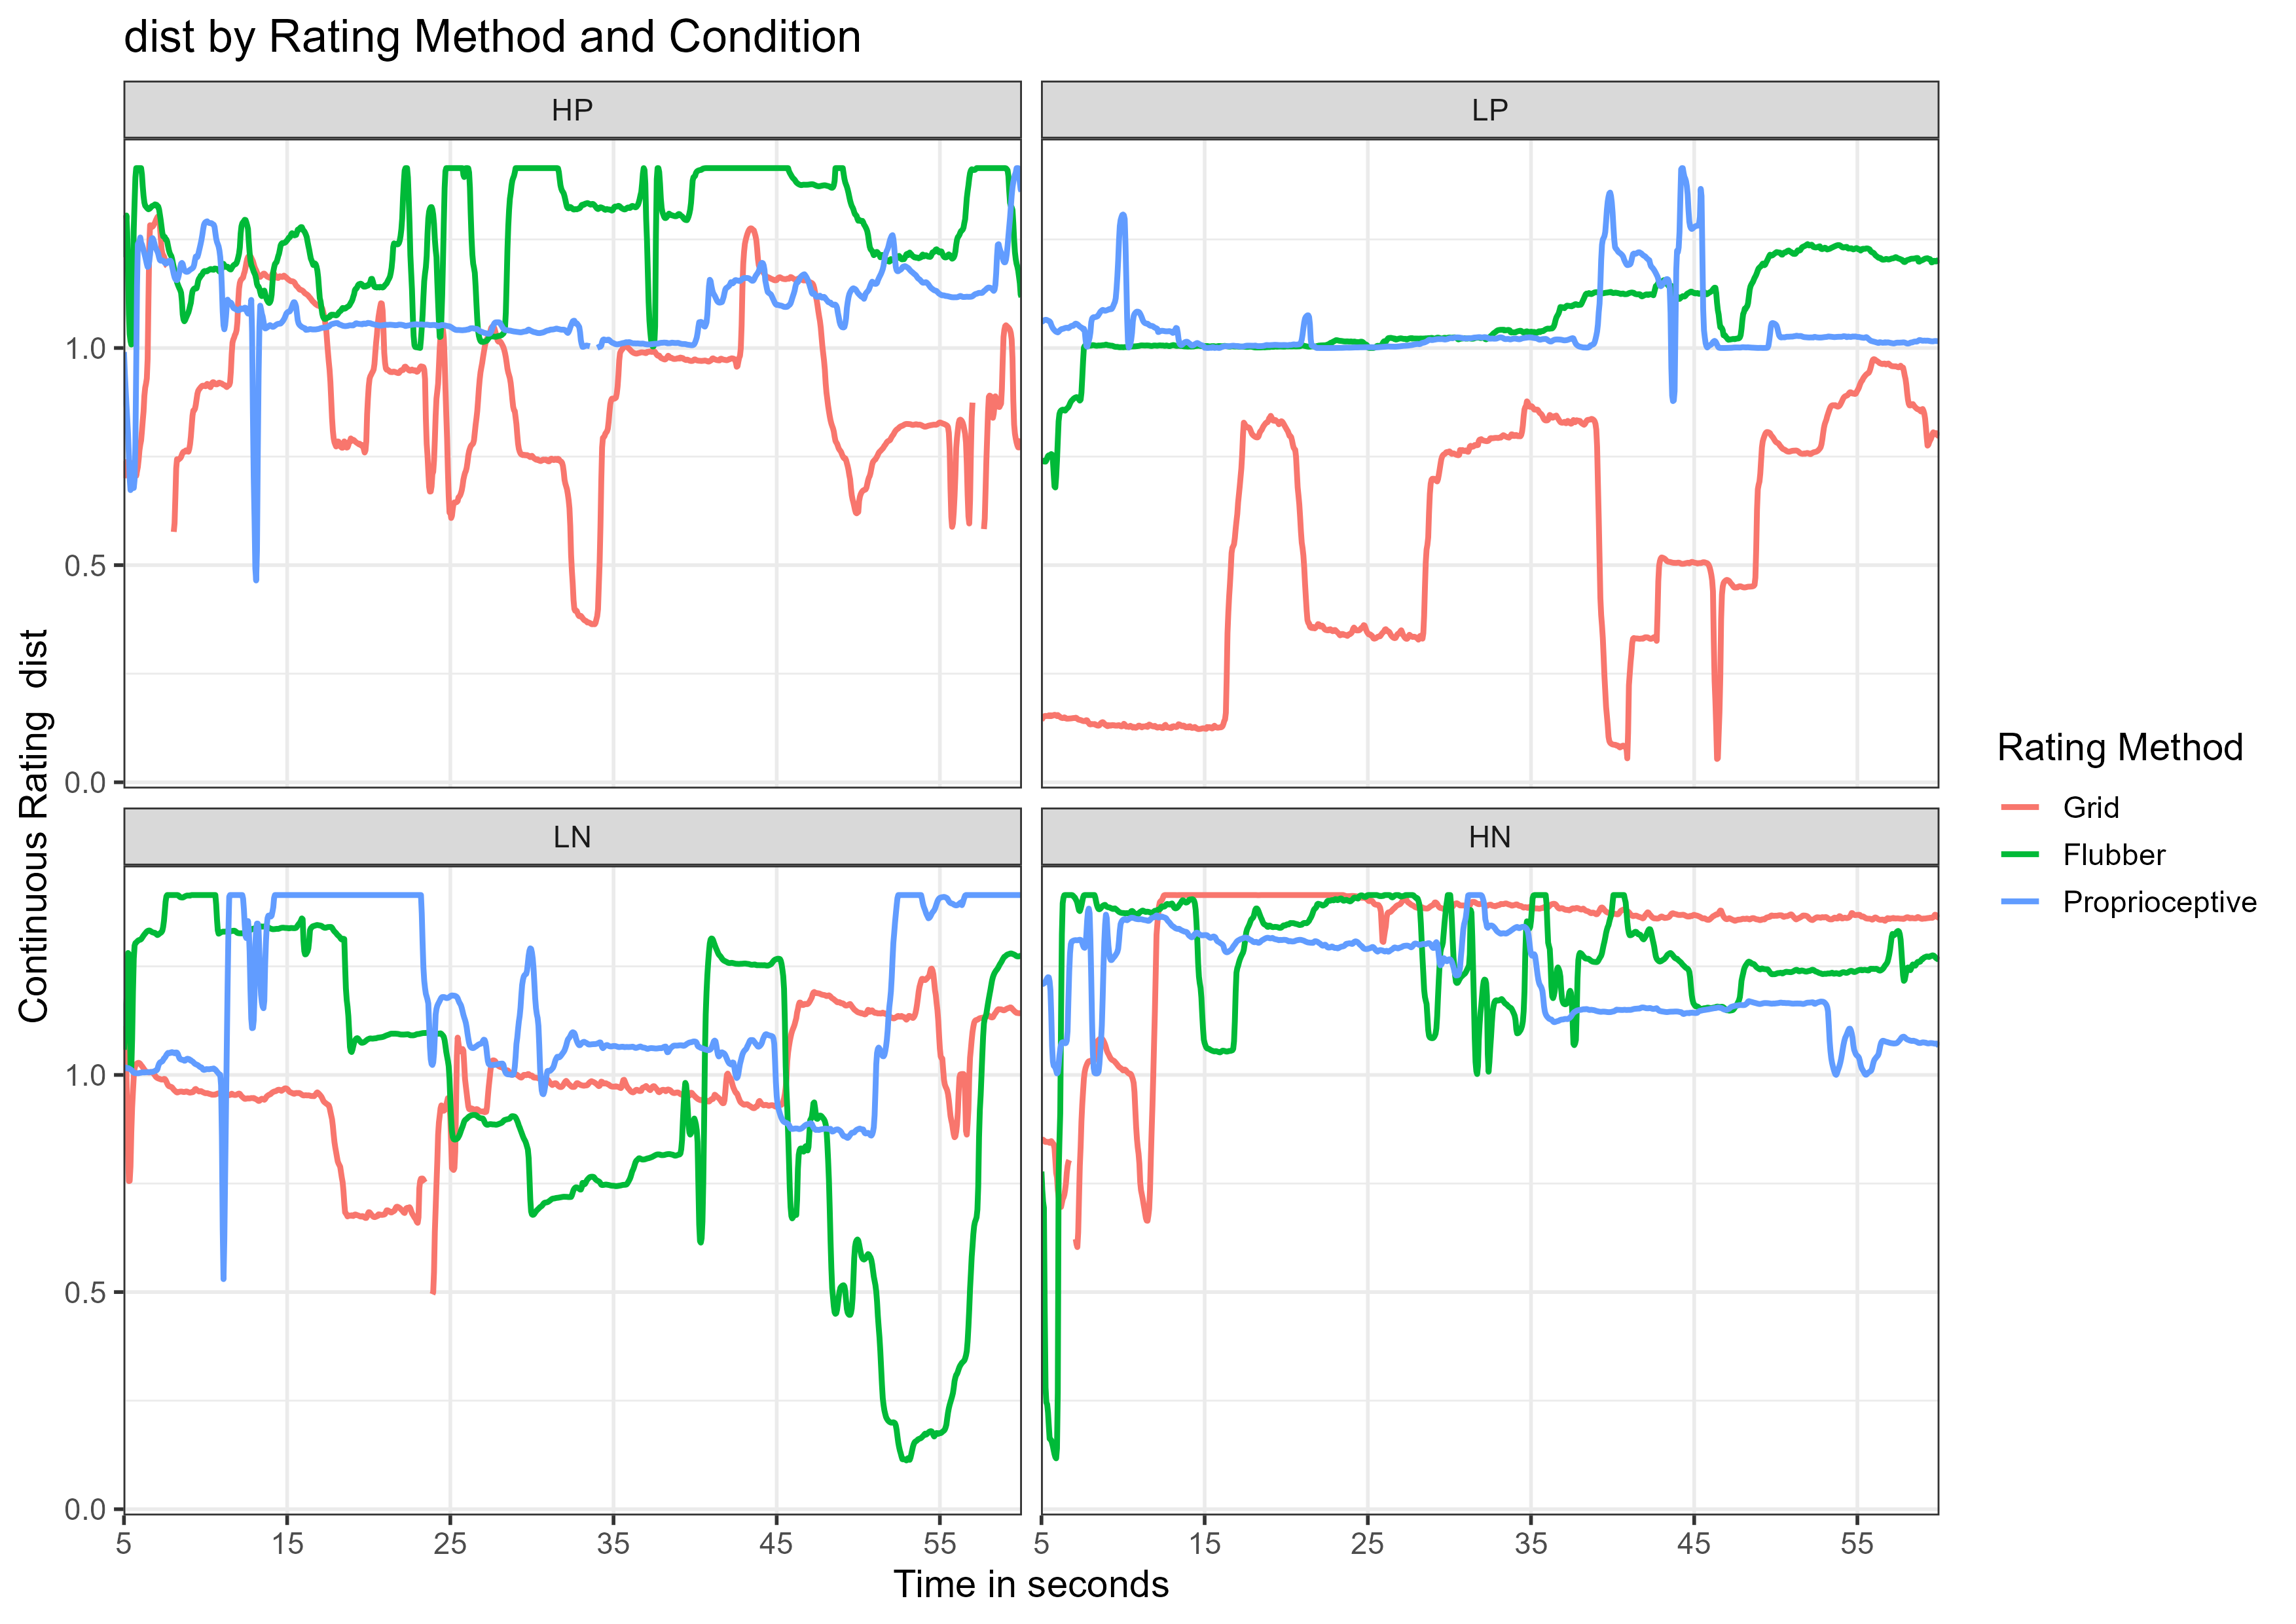 dist by Rating Method and Condition
HP
LP
1.0
0.5
0.0
LN
HN
1.0
0.5
0.0
5 15 25 35 45 55
5 15 25 35 45 55
Time in seconds
Continuous Rating  dist
Rating Method
Grid
Flubber
Proprioceptive